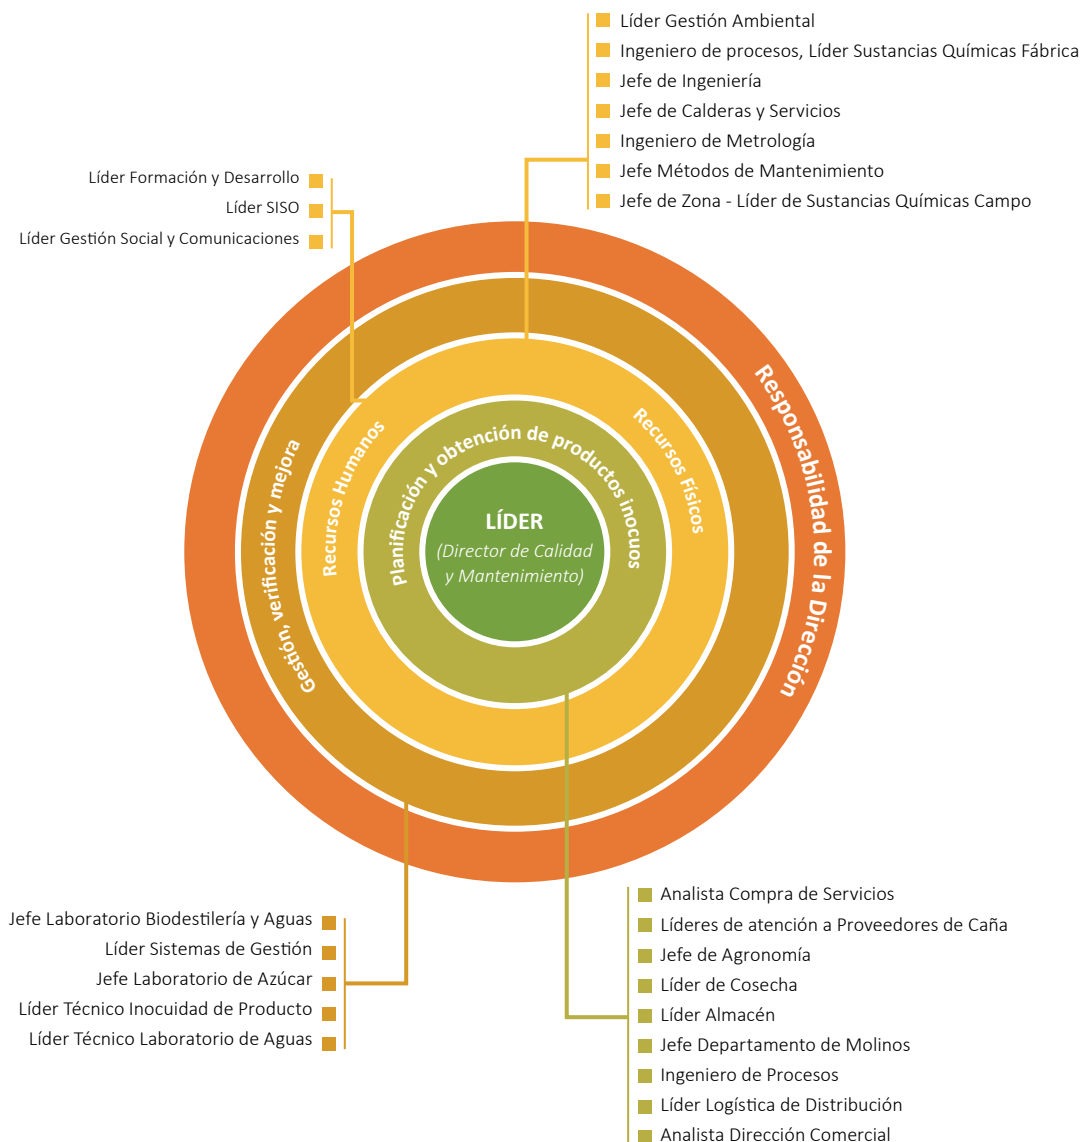 Líder Gestión Ambiental
Ingeniero de procesos, Líder Sustancias Químicas Fábrica
Jefe de Ingeniería
Jefe de Calderas y Servicios
Ingeniero de Metrología
Jefe Métodos de Mantenimiento
Jefe de Zona - Líder de Sustancias Químicas Campo
Líder Formación y Desarrollo
Líder SISO
Líder Gestión Social y Comunicaciones
Responsabilidad de la Dirección
Gestión, verificación y mejora
Recursos Humanos
Recursos Físicos
Planificación y obtención de productos inocuos
LÍDER
(Director de Calidad
y Mantenimiento)
Jefe Laboratorio Biodestilería y Aguas
Líder Sistemas de Gestión
Jefe Laboratorio de Azúcar
Líder Técnico Inocuidad de Producto
Líder Técnico Laboratorio de Aguas
Analista Compra de Servicios
Líderes de atención a Proveedores de Caña
Jefe de Agronomía
Líder de Cosecha
Líder Almacén
Jefe Departamento de Molinos
Ingeniero de Procesos
Líder Logística de Distribución
Analista Dirección Comercial